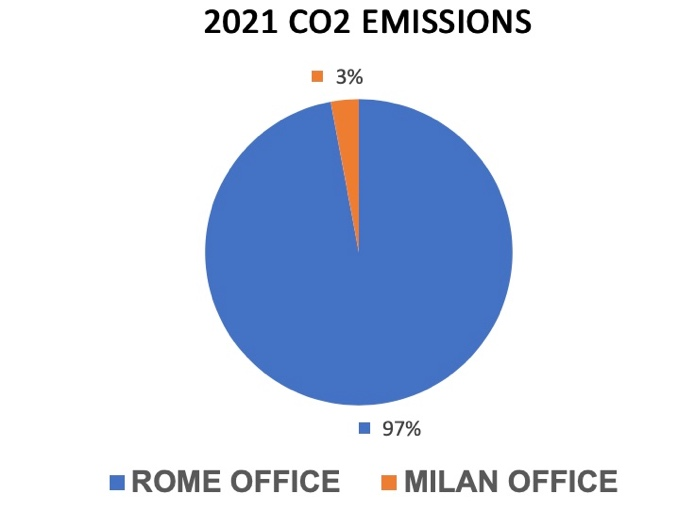 2021 CO2 EMISSIONS
3%
97%
ROME OFFICE MILAN OFFICE